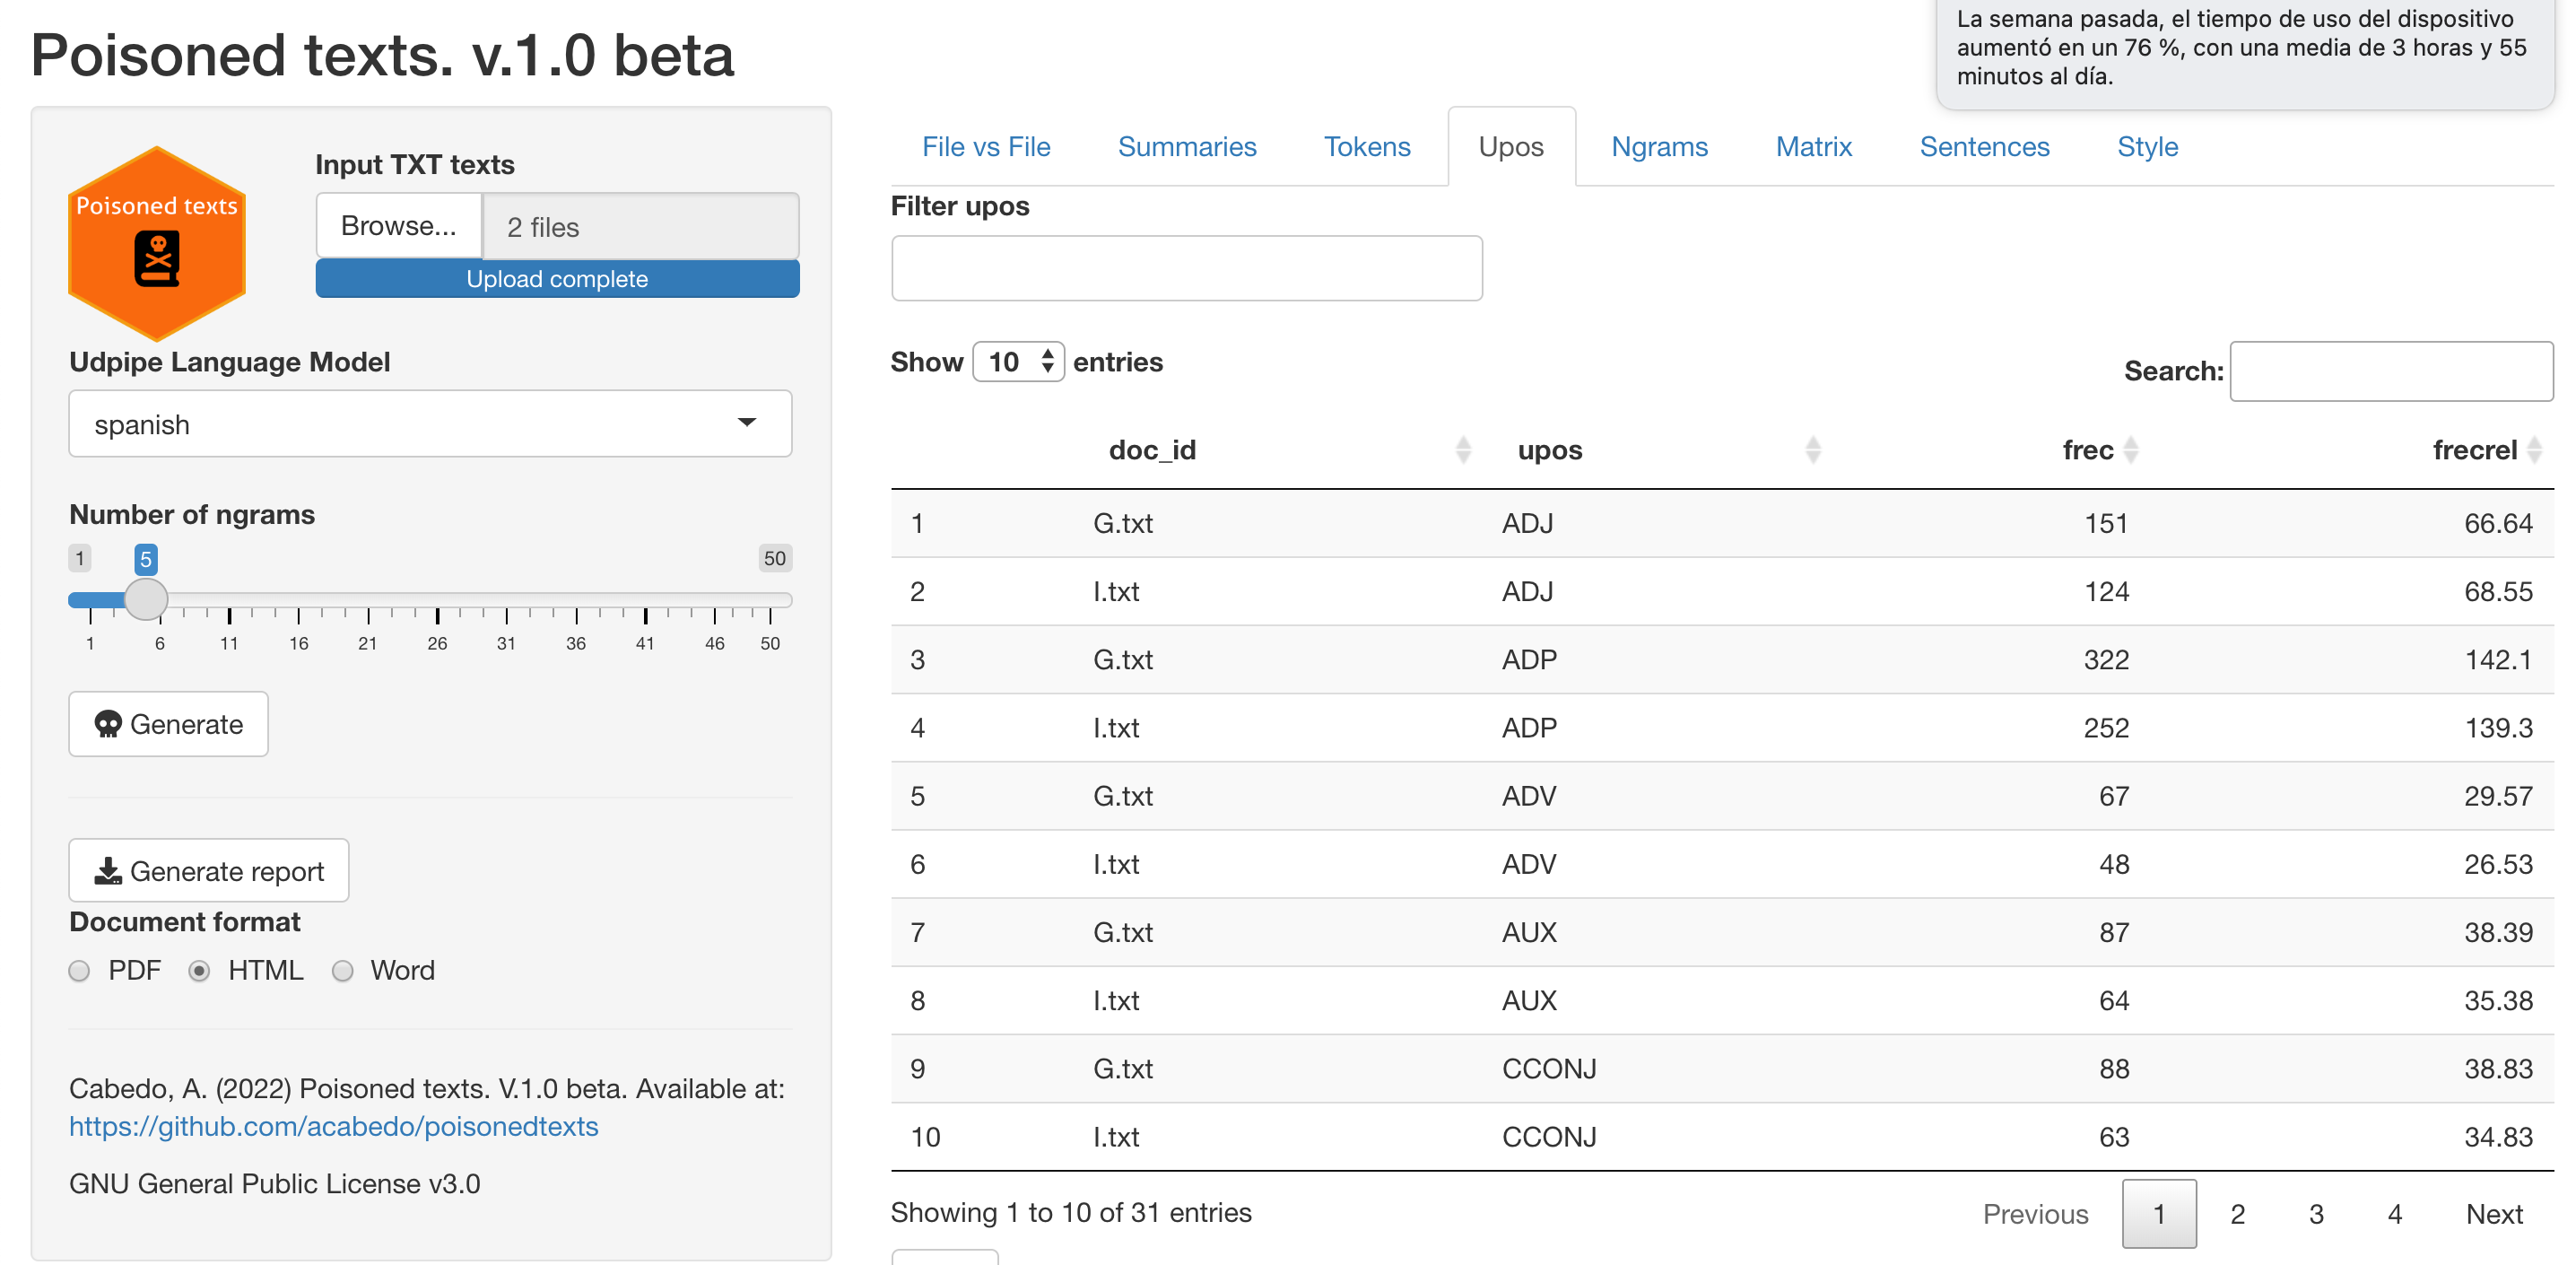 La semana pasada, el tiempo de uso del dispositivo
aumentó en un 76 %, con una media de 3 horas y 55
minutos al día.
Poisoned texts. v.1.0 beta
Poisoned texts
Input TXT texts
Browse... 2 files
Upload complete
Udpipe Language Model
spanish
Number of ngrams
1 5 50
1 6 11 16 21 26 31 36 41 46 50
Generate
Generate report
Document format
PDF HTML Word
Cabedo, A. (2022) Poisoned texts. V.1.0 beta. Available at:
https://github.com/acabedo/poisonedtexts
GNU General Public License v3.0
File vs File Summaries Tokens Upos Ngrams Matrix Sentences Style
Filter upos
Show 10 entries
Search:
doc_id upos frec frecrel
1 G.txt ADJ 151 66.64
2 I.txt ADJ 124 68.55
3 G.txt ADP 322 142.1
4 I.txt ADP 252 139.3
5 G.txt ADV 67 29.57
6 I.txt ADV 48 26.53
7 G.txt AUX 87 38.39
8 I.txt AUX 64 35.38
9 G.txt CCONJ 88 38.83
10 I.txt CCONJ 63 34.83
Showing 1 to 10 of 31 entries
Previous 1 2 3 4 Next